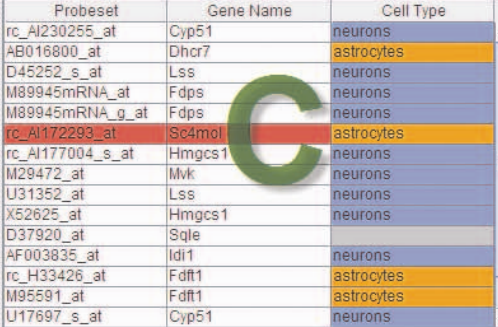 Probeset Gene Name Cell Type
rc_AI230255_at Cyp51 neurons
AB016800_at Dhcr7 astrocytes
D45252_s_at Lss neurons
M89945mRNA_at Fdps neurons
M89945mRNA_g_at Fdps neurons
rc_AI172293_at Sc4mol astrocytes
rc_AI177004_s_at Hmgcs1 neurons
M29472_at Mvk neurons
U31352_at Lss neurons
X52625_at Hmgcs1 neurons
D37920_at Sqle
AF003835_at Idi1 neurons
rc_H33426_at Fdft1 astrocytes
M95591_at Fdft1 astrocytes
U17697_s_at Cyp51 neurons
C